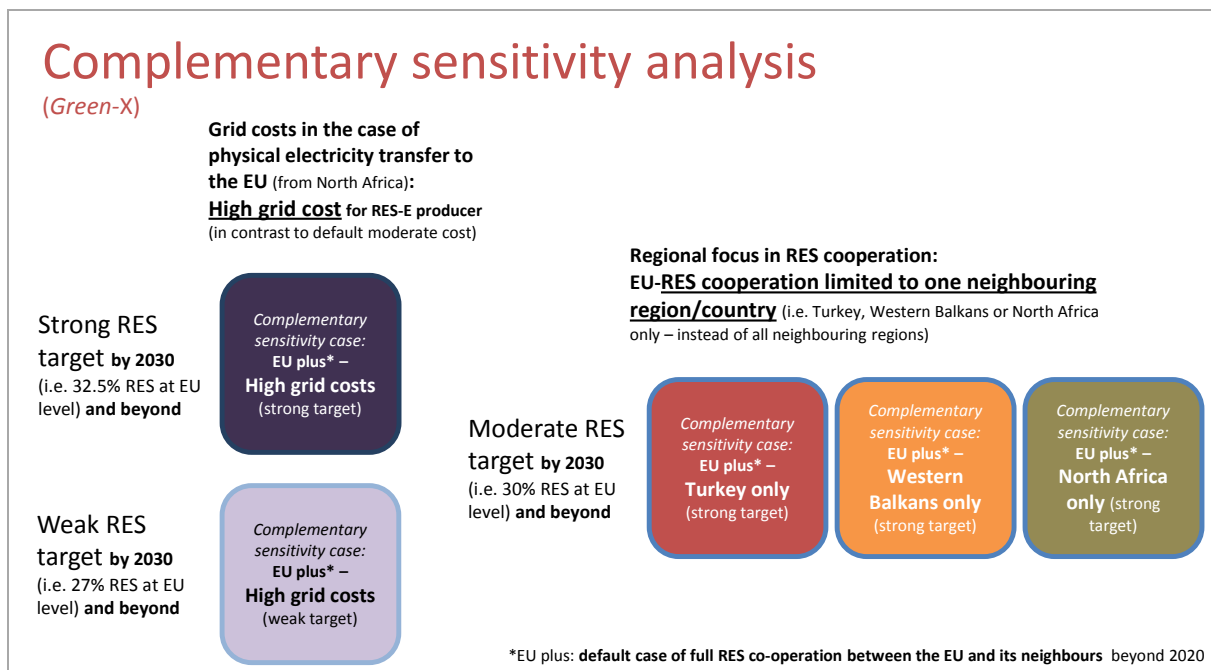 Complementary sensitivity analysis
(Green-X)
Grid costs in the case of
physical electricity transfer to
the EU (from North Africa):
High grid cost for RES-E producer
(in contrast to default moderate cost)
Strong RES
target by 2030
(i.e. 32.5% RES at EU
level) and beyond
Complementary
sensitivity case:
EU plus* –
High grid costs
(strong target)
Weak RES
target by 2030
(i.e. 27% RES at EU
level) and beyond
Complementary
sensitivity case:
EU plus* –
High grid costs
(weak target)
Regional focus in RES cooperation:
EU-RES cooperation limited to one neighbouring
region/country (i.e. Turkey, Western Balkans or North Africa
only – instead of all neighbouring regions)
Moderate RES
target by 2030
(i.e. 30% RES at EU
level) and beyond
Complementary
sensitivity case:
EU plus* –
Turkey only
(strong target)
Complementary
sensitivity case:
EU plus* –
Western
Balkans only
(strong target)
Complementary
sensitivity case:
EU plus* –
North Africa
only (strong
target)
*EU plus: default case of full RES co-operation between the EU and its neighbours beyond 2020